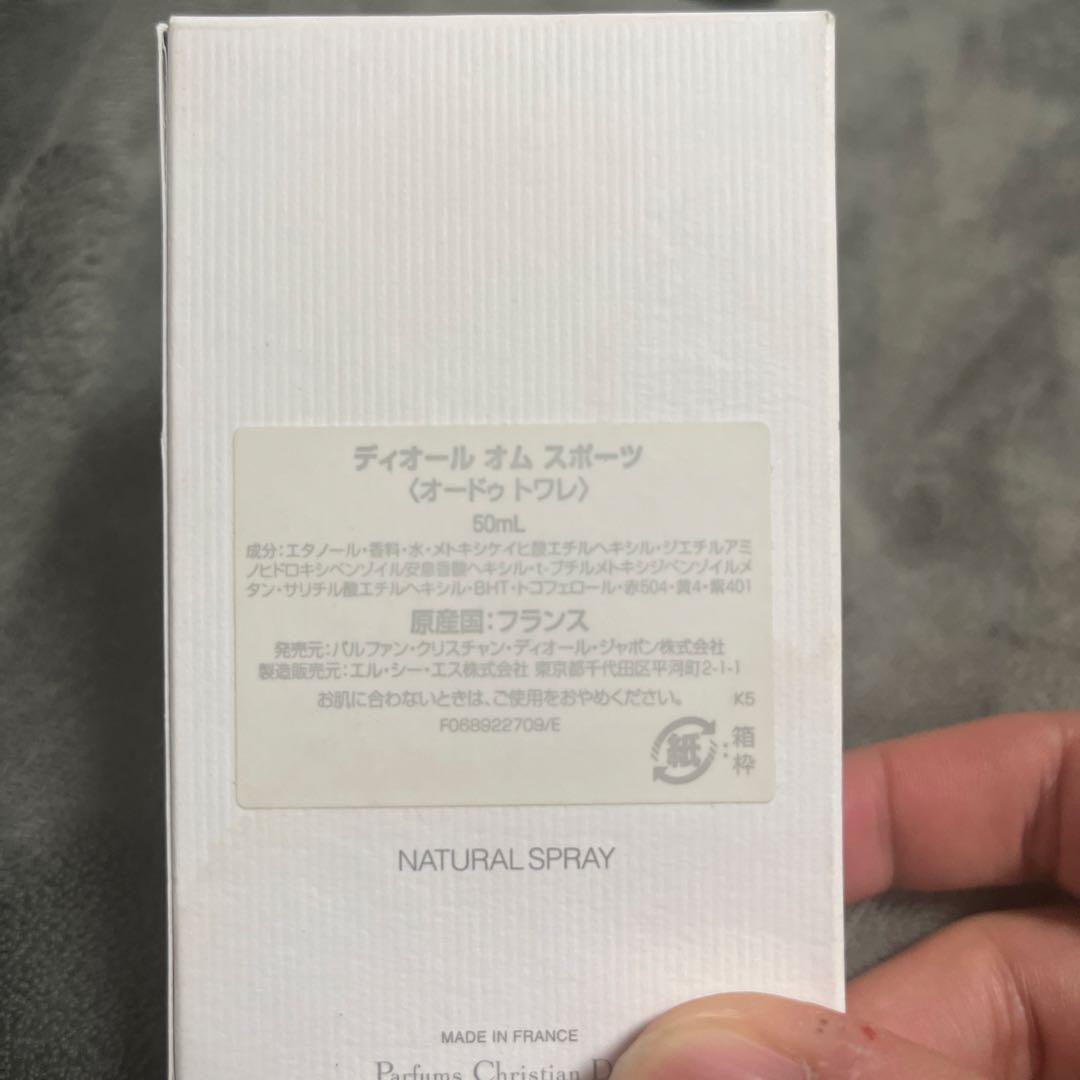 ディオール オム スポーツ
〈オードゥ トワレ〉
50mL
成分：エタノール・香料・水・メトキシケイヒ酸エチルヘキシル・ジエチルアミ
ノヒドロキシベンゾイル安息香酸ヘキシル・t-ブチルメトキシジベンゾイルメ
タン・サリチル酸エチルヘキシル・BHT・トコフェロール・赤504・黄4・紫401
原産国：フランス
発売元：パルファン・クリスチャン・ディオール・ジャポン株式会社
製造販売元：エル・シー・エス株式会社 東京都千代田区平河町2-1-1
お肌に合わないときは、ご使用をおやめください。 K5
F068922709/E
紙 箱
枠
NATURAL SPRAY
MADE IN FRANCE
Parfums Christian D